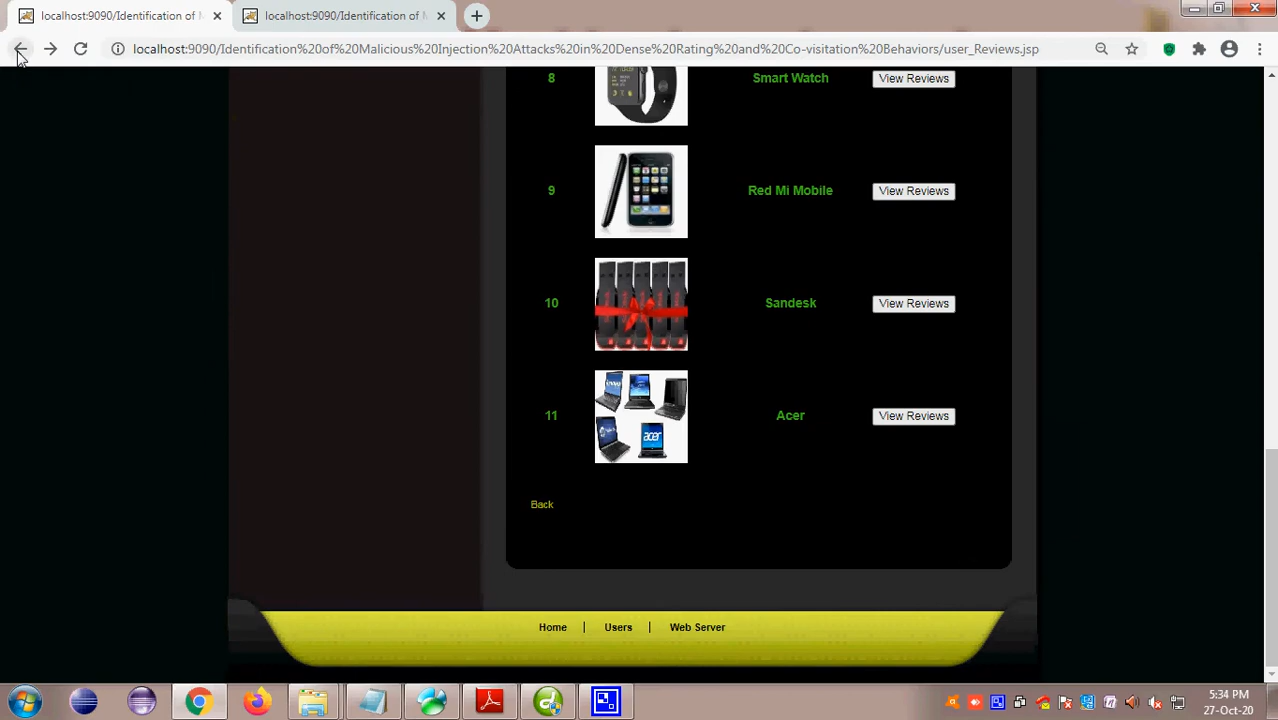 localhost:9090/Identification of M
localhost:9090/Identification of M
localhost:9090/Identification%20of%20Malicious%20Injection%20Attacks%20in%20Dense%20Rating%20and%20Co-visitation%20Behaviors/user_Reviews.jsp
8 Smart Watch View Reviews
9 Red Mi Mobile View Reviews
10 Sandesk View Reviews
11 acer Acer View Reviews
Back
Home | Users | Web Server
5:34 PM
27-Oct-20